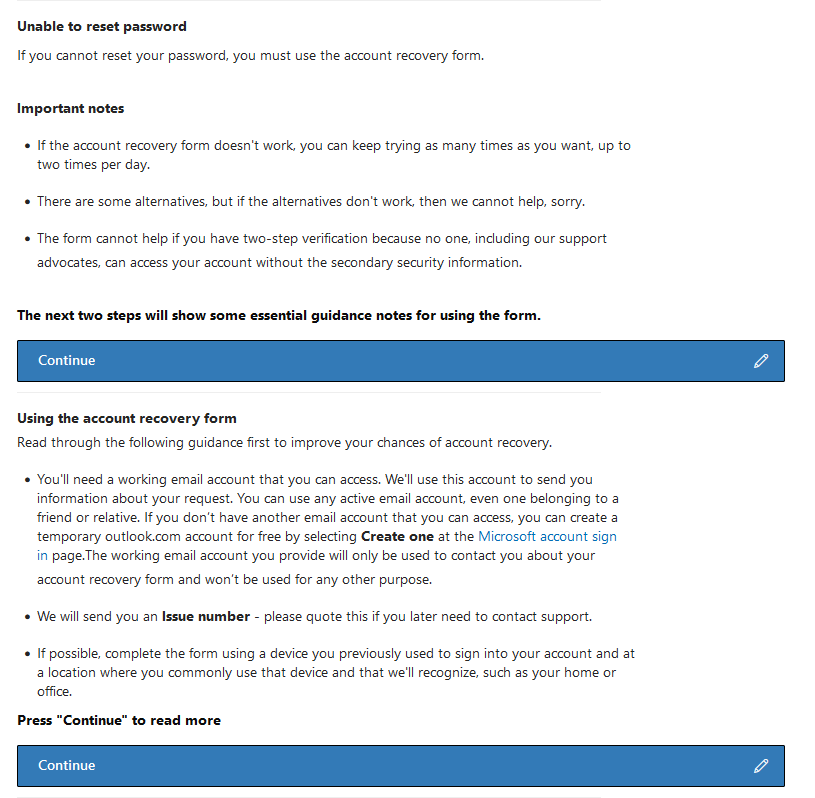 Unable to reset password
If you cannot reset your password, you must use the account recovery form.
Important notes
• If the account recovery form doesn't work, you can keep trying as many times as you want, up to
two times per day.
• There are some alternatives, but if the alternatives don't work, then we cannot help, sorry.
• The form cannot help if you have two-step verification because no one, including our support
advocates, can access your account without the secondary security information.
The next two steps will show some essential guidance notes for using the form.
Continue
Using the account recovery form
Read through the following guidance first to improve your chances of account recovery.
• You'll need a working email account that you can access. We'll use this account to send you
information about your request. You can use any active email account, even one belonging to a
friend or relative. If you don't have another email account that you can access, you can create a
temporary outlook.com account for free by selecting Create one at the Microsoft account sign
in page.The working email account you provide will only be used to contact you about your
account recovery form and won't be used for any other purpose.
• We will send you an Issue number - please quote this if you later need to contact support.
• If possible, complete the form using a device you previously used to sign into your account and at
a location where you commonly use that device and that we'll recognize, such as your home or
office.
Press "Continue" to read more
Continue